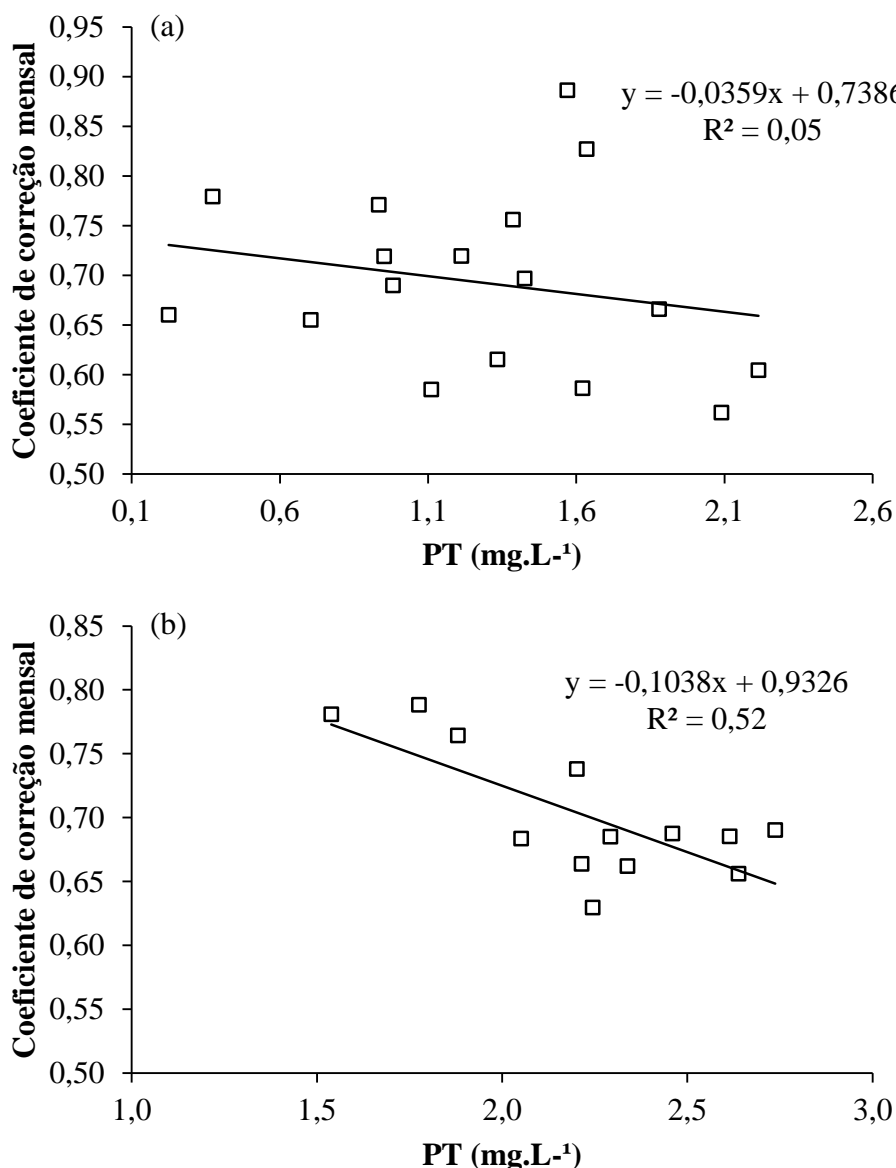 (a)
Coeficiente de correção mensal
0,95
0,90
0,85
0,80
0,75
0,70
0,65
0,60
0,55
0,50
y = -0,0359x + 0,7386
R² = 0,05
0,1 0,6 1,1 1,6 2,1 2,6
PT (mg.L-¹)
(b)
Coeficiente de correção mensal
0,85
0,80
0,75
0,70
0,65
0,60
0,55
0,50
y = -0,1038x + 0,9326
R² = 0,52
1,0 1,5 2,0 2,5 3,0
PT (mg.L-¹)